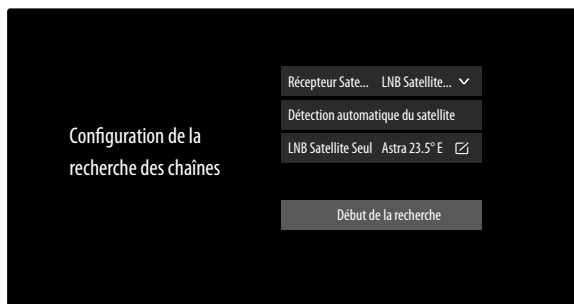 Récepteur Sate... LNB Satellite...
Détection automatique du satellite
Configuration de la
recherche des chaînes
LNB Satellite Seul Astra 23.5° E
Début de la recherche